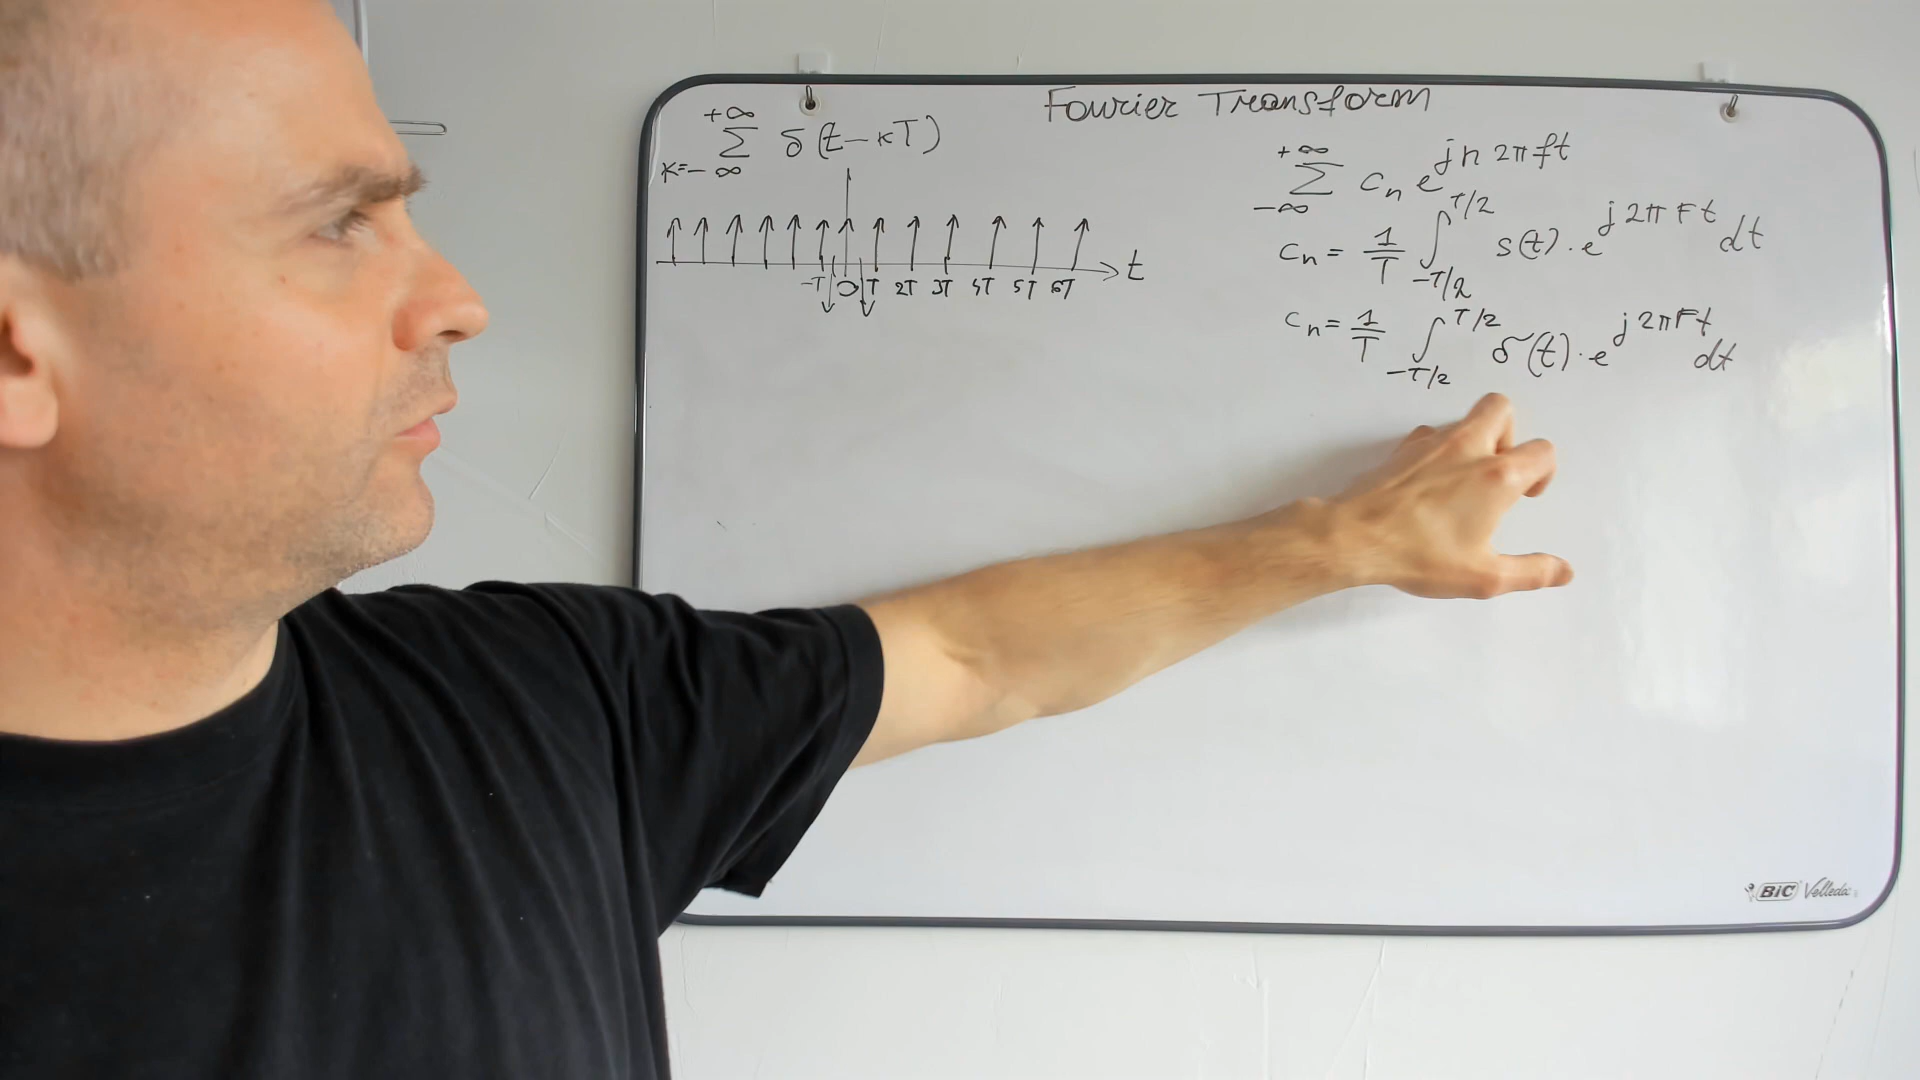 Fourier Transform
+∞
Σ δ(t-kT)
k=-∞
-T 0 T 2T 3T 4T 5T 6T t
+∞
Σ cₙ e^{jn2πft}
-∞
cₙ = 1/T ∫_{-T/2}^{T/2} s(t)·e^{j2πFt} dt
cₙ = 1/T ∫_{-T/2}^{T/2} δ(t)·e^{j2πFt} dt
BIC Velleda